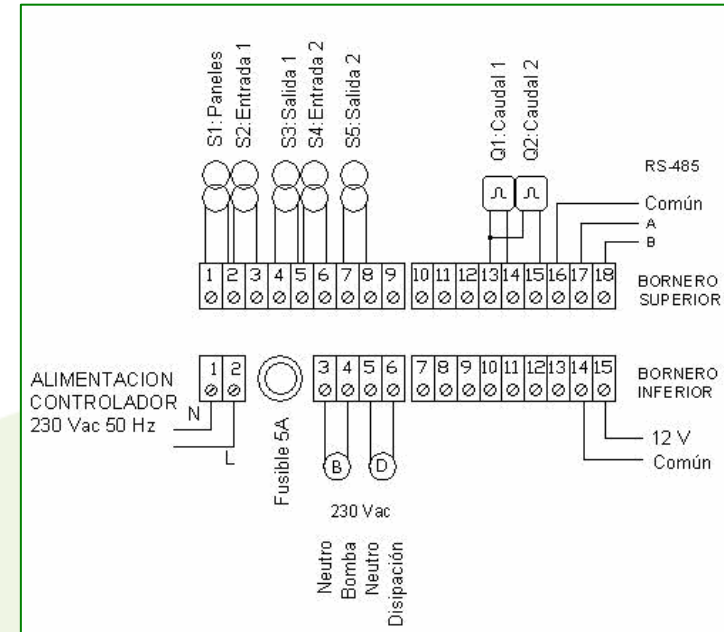 S1:Paneles
S2:Entrada 1
S3:Salida 1
S4:Entrada 2
S5:Salida 2
Q1:Caudal 1
Q2:Caudal 2
RS-485
Común
A
B
1 2 3 4 5 6 7 8 9 10 11 12 13 14 15 16 17 18
BORNERO
SUPERIOR
ALIMENTACION
CONTROLADOR
230 Vac 50 Hz
N
L
1 2
Fusible 5A
3 4 5 6 7 8 9 10 11 12 13 14 15
BORNERO
INFERIOR
B
D
12 V
Común
230 Vac
Neutro
Bomba
Neutro
Disipación